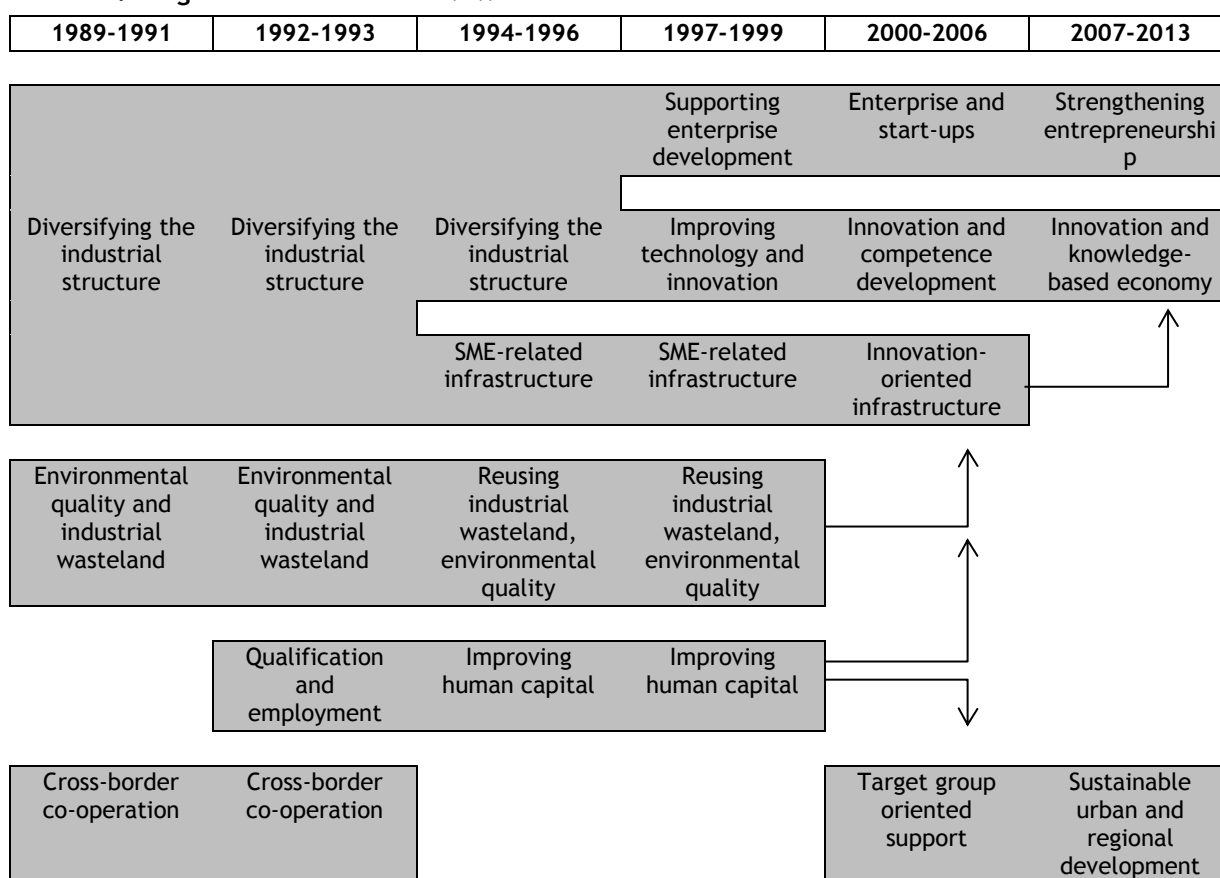 1989-1991
1992-1993
1994-1996
1997-1999
2000-2006
2007-2013
Supporting
enterprise
development
Enterprise and
start-ups
Strengthening
entrepreneurshi
p
Diversifying the
industrial
structure
Diversifying the
industrial
structure
Diversifying the
industrial
structure
Improving
technology and
innovation
Innovation and
competence
development
Innovation and
knowledge-
based economy
SME-related
infrastructure
SME-related
infrastructure
Innovation-
oriented
infrastructure
Environmental
quality and
industrial
wasteland
Environmental
quality and
industrial
wasteland
Reusing
industrial
wasteland,
environmental
quality
Reusing
industrial
wasteland,
environmental
quality
Qualification
and
employment
Improving
human capital
Improving
human capital
Cross-border
co-operation
Cross-border
co-operation
Target group
oriented
support
Sustainable
urban and
regional
development